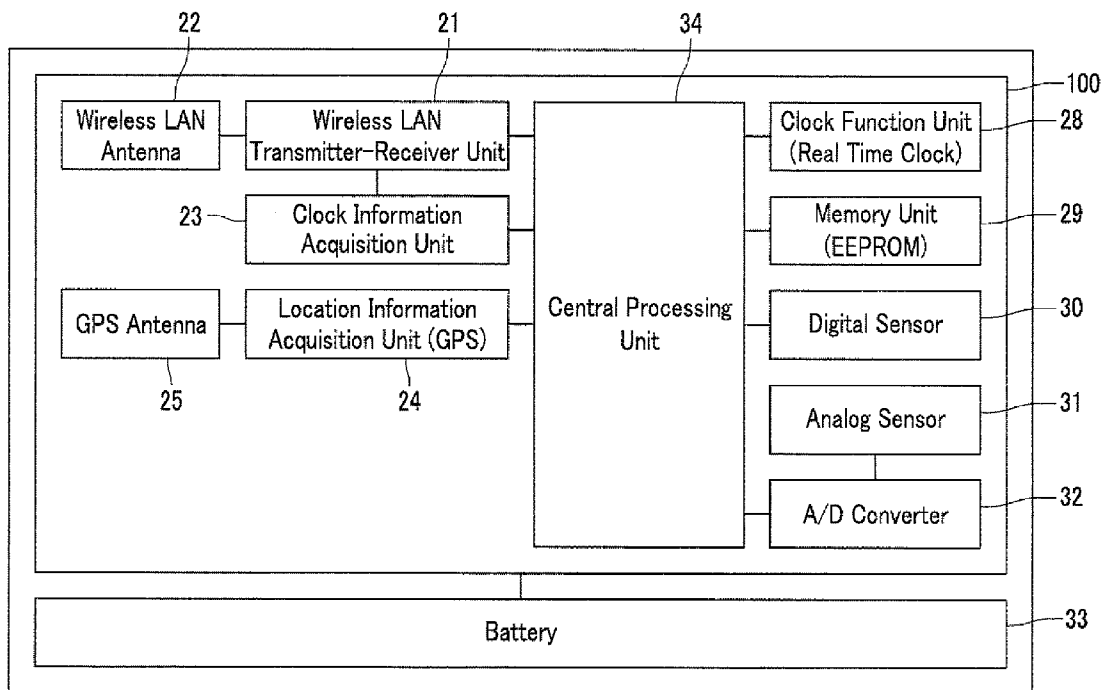 22
21
34
100
Wireless LAN
Antenna
Wireless LAN
Transmitter-Receiver Unit
Clock Function Unit
(Real Time Clock)
28
23
Clock Information
Acquisition Unit
Memory Unit
(EEPROM)
29
GPS Antenna
Location Information
Acquisition Unit (GPS)
Central Processing
Unit
Digital Sensor
30
25
24
Analog Sensor
31
A/D Converter
32
Battery
33